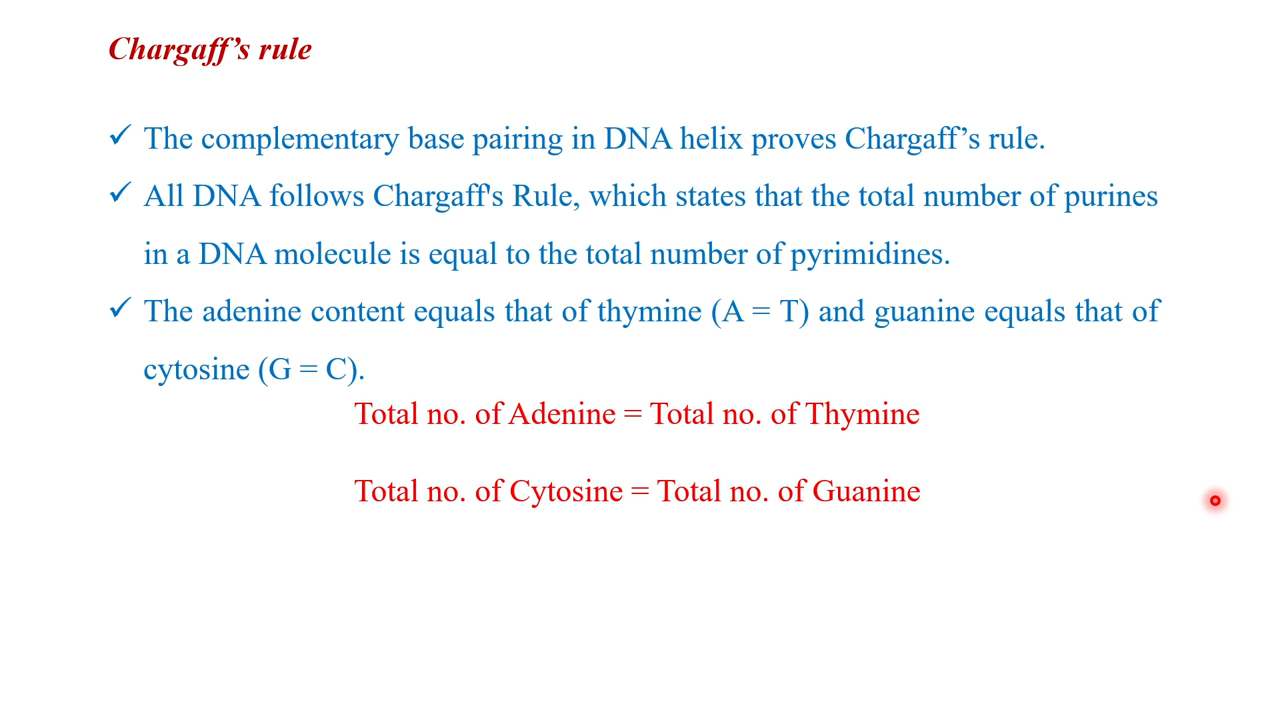 Chargaff’s rule
✓ The complementary base pairing in DNA helix proves Chargaff’s rule.
✓ All DNA follows Chargaff's Rule, which states that the total number of purines
in a DNA molecule is equal to the total number of pyrimidines.
✓ The adenine content equals that of thymine (A = T) and guanine equals that of
cytosine (G = C).
Total no. of Adenine = Total no. of Thymine
Total no. of Cytosine = Total no. of Guanine